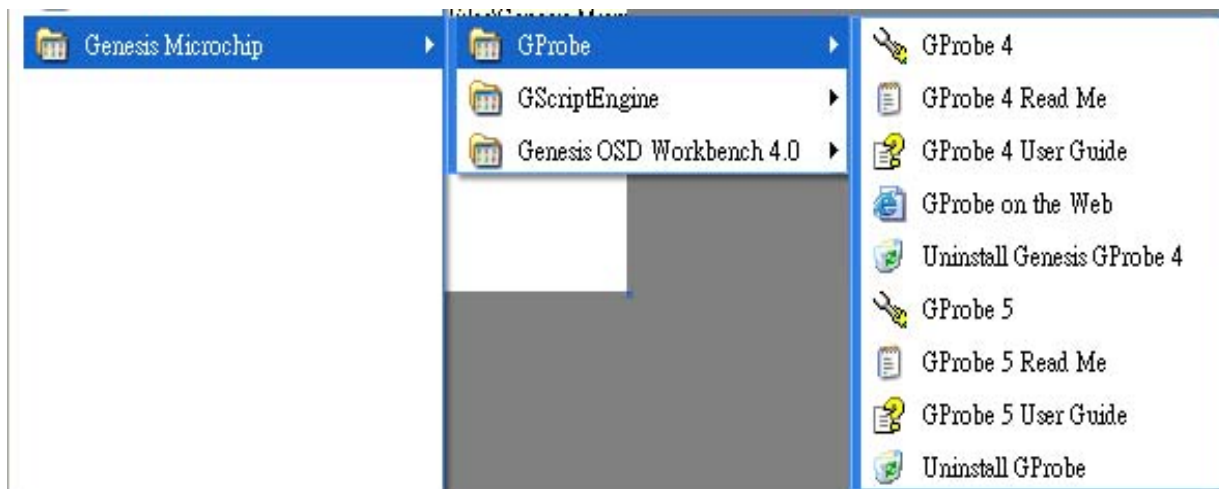 Genesis Microchip
GProbe
GScriptEngine
Genesis OSD Workbench 4.0
GProbe 4
GProbe 4 Read Me
GProbe 4 User Guide
GProbe on the Web
Uninstall Genesis GProbe 4
GProbe 5
GProbe 5 Read Me
GProbe 5 User Guide
Uninstall GProbe